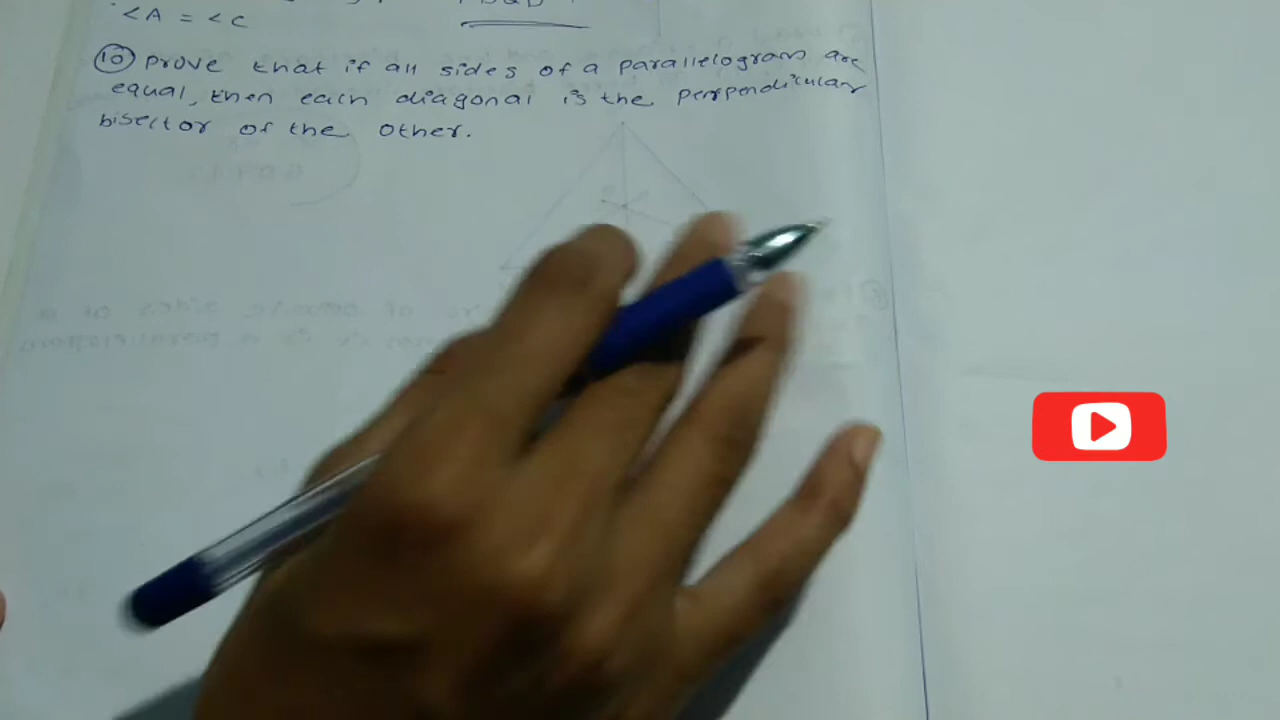 <A = <C
(10) prove that if all sides of a parallelogram are
equal, then each diagonal is the perpendicular
bisector of the other.